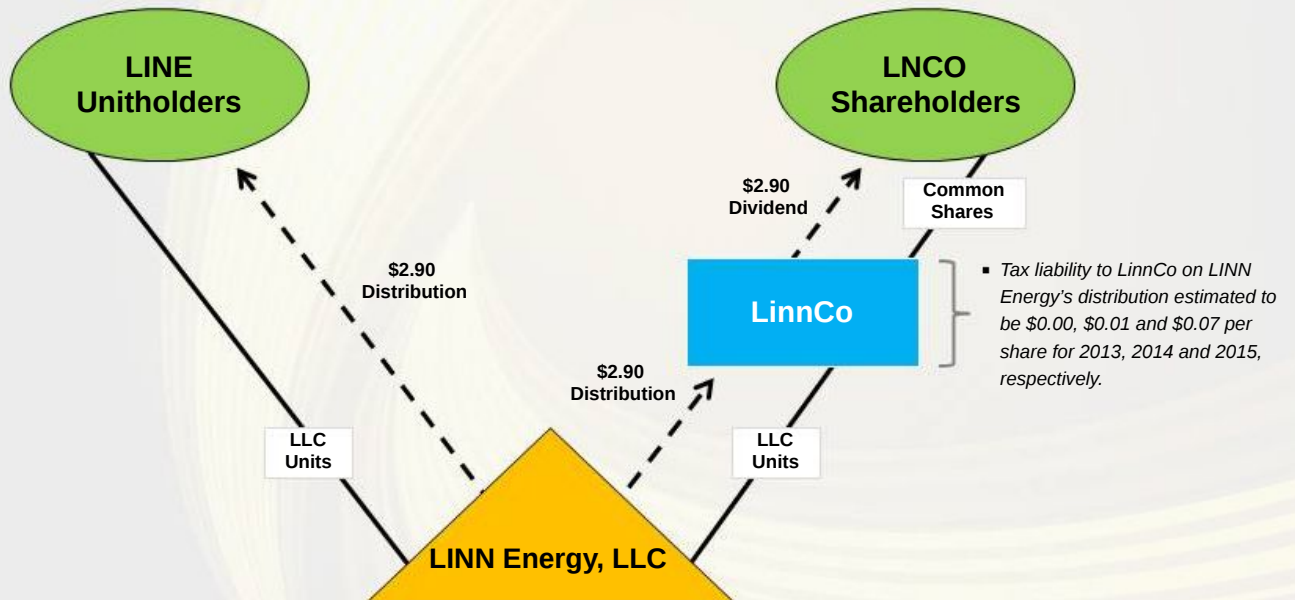 LINE
Unitholders
LNCO
Shareholders
$2.90
Dividend
Common
Shares
$2.90
Distribution
LinnCo
▪ Tax liability to LinnCo on LINN
Energy’s distribution estimated to
be $0.00, $0.01 and $0.07 per
share for 2013, 2014 and 2015,
respectively.
$2.90
Distribution
LLC
Units
LLC
Units
LINN Energy, LLC